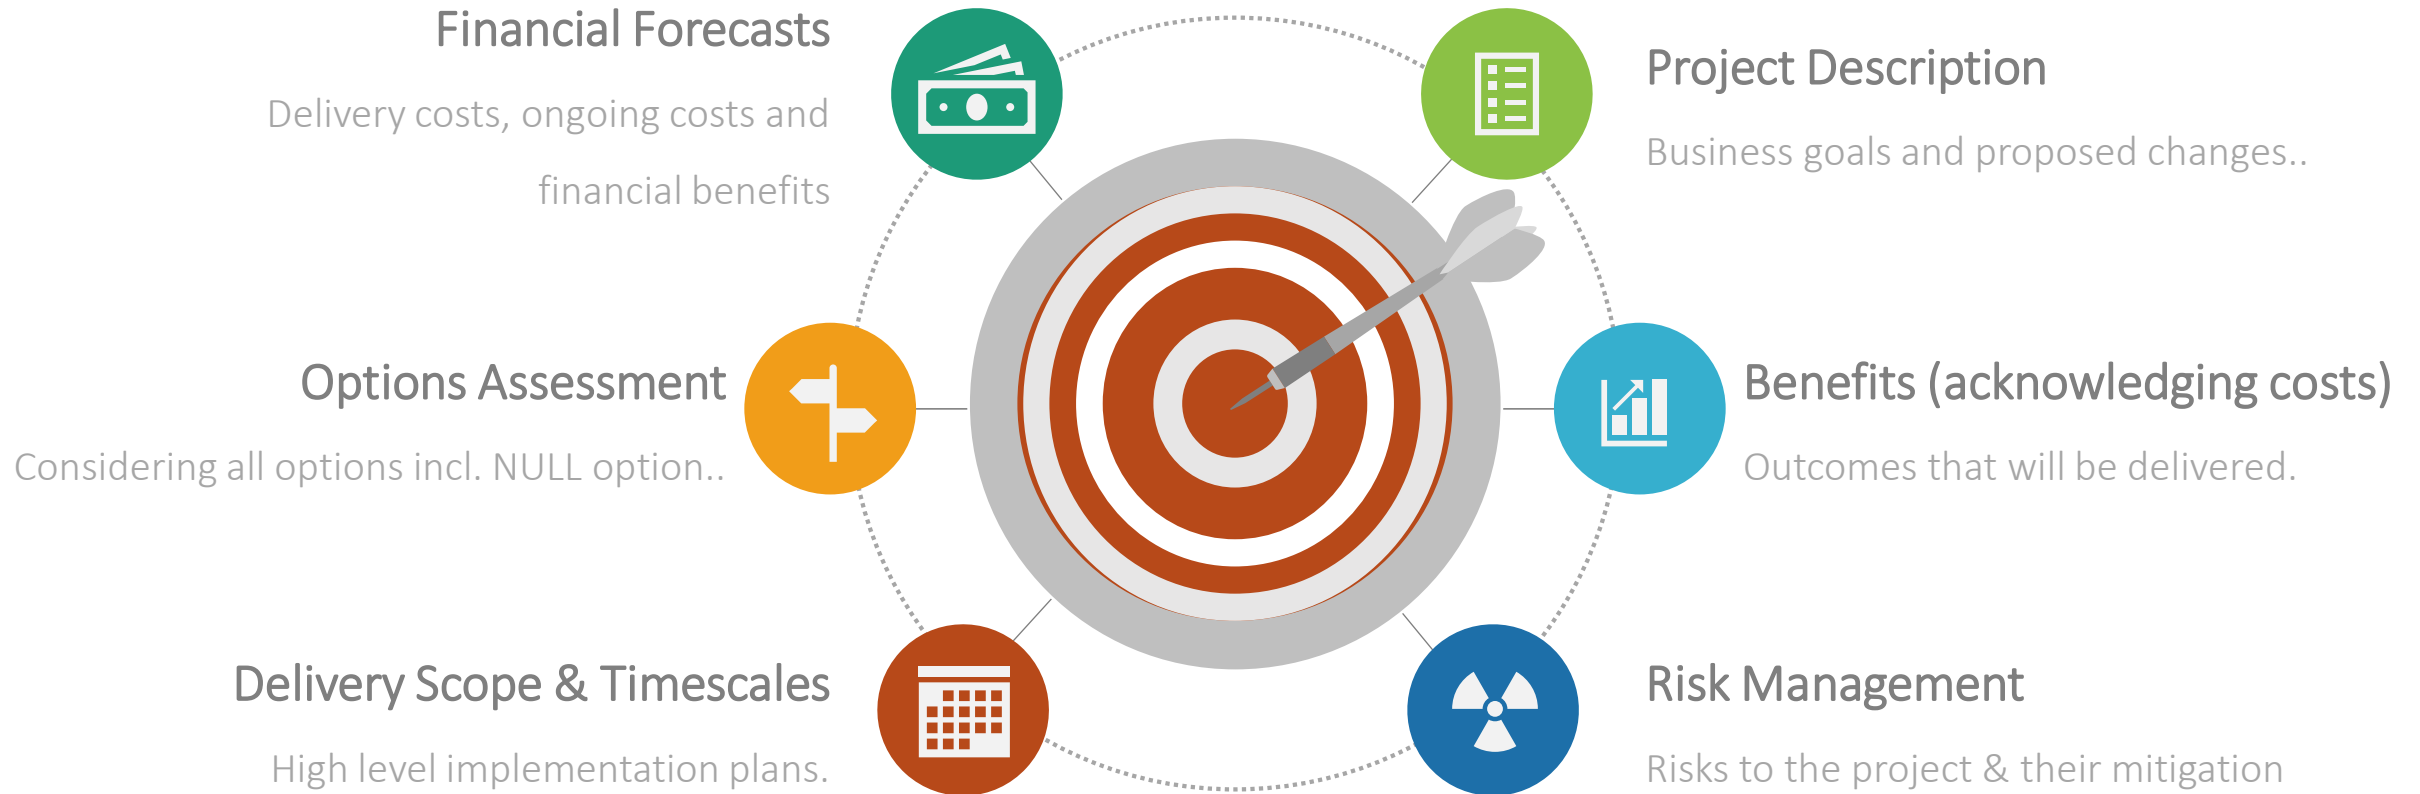 Financial Forecasts
Delivery costs, ongoing costs and
financial benefits
Project Description
Business goals and proposed changes..
Options Assessment
Considering all options incl. NULL option..
Benefits (acknowledging costs)
Outcomes that will be delivered.
Delivery Scope & Timescales
High level implementation plans.
Risk Management
Risks to the project & their mitigation